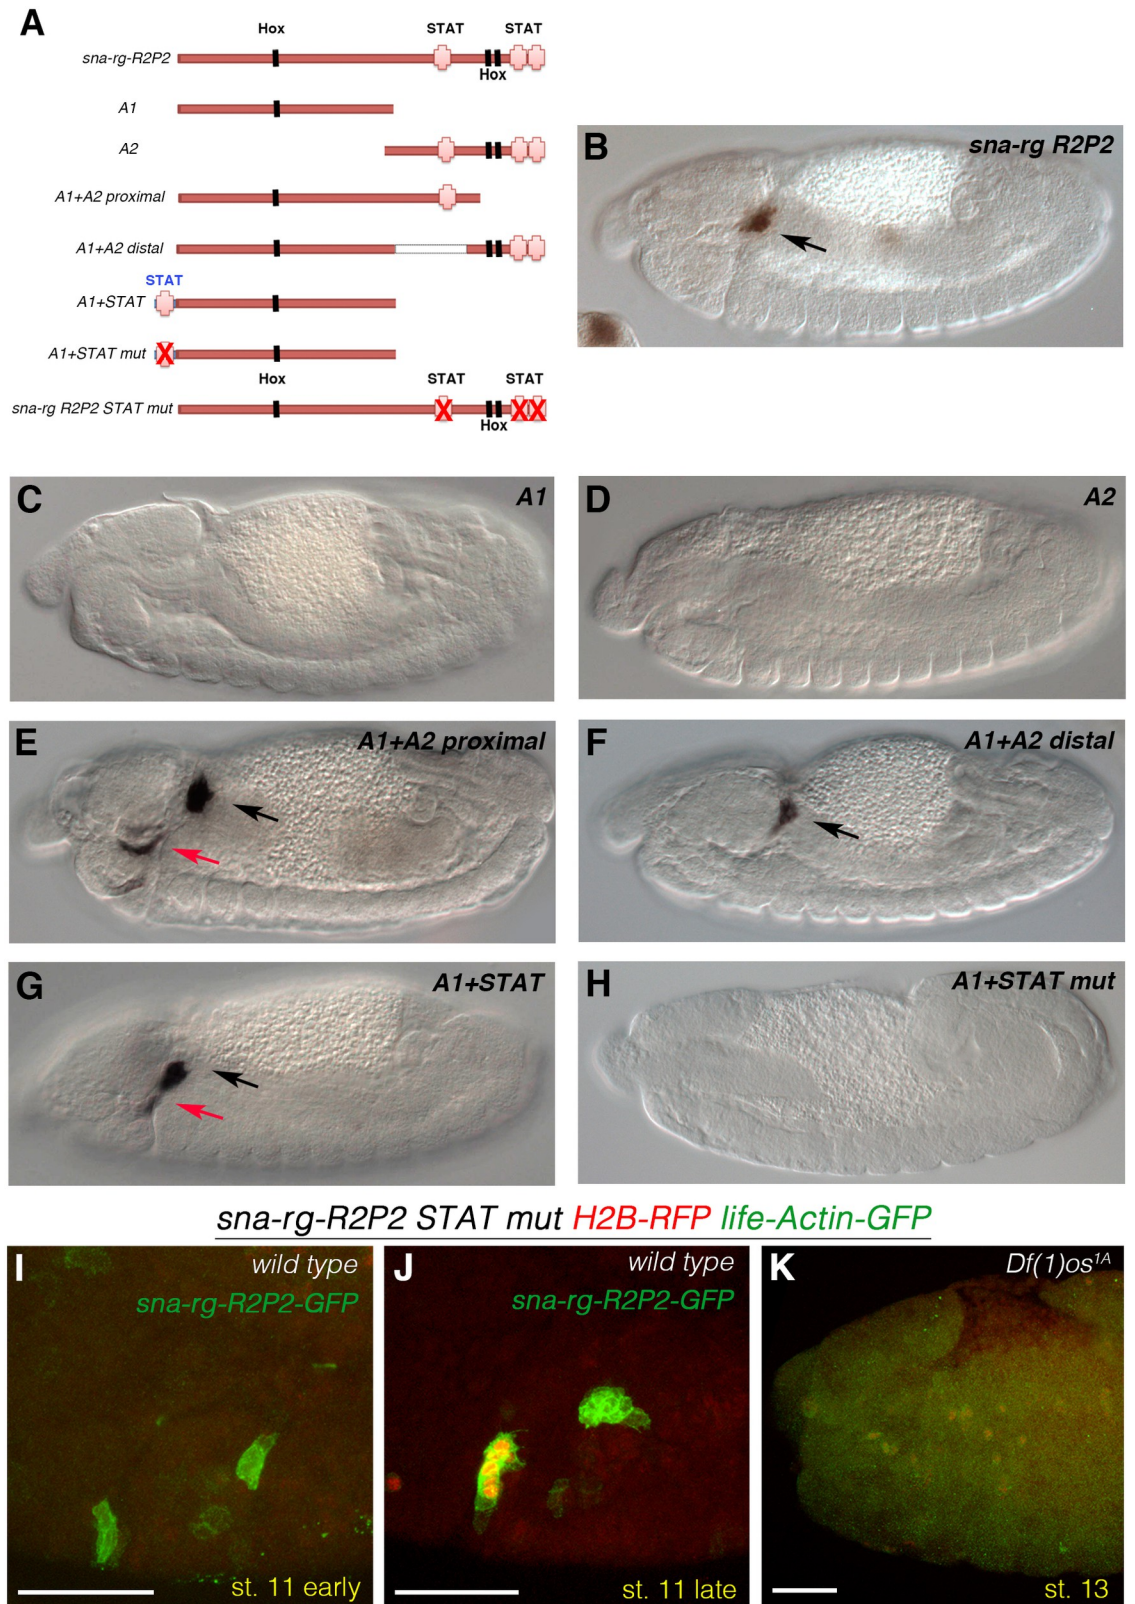 A
Hox STAT STAT
sna-rg-R2P2
Hox
A1
A2
A1+A2 proximal
A1+A2 distal
STAT
A1+STAT
A1+STAT mut
Hox STAT STAT
sna-rg R2P2 STAT mut
Hox
B sna-rg R2P2
C A1
D A2
E A1+A2 proximal
F A1+A2 distal
G A1+STAT
H A1+STAT mut
sna-rg-R2P2 STAT mut H2B-RFP life-Actin-GFP
I wild type
sna-rg-R2P2-GFP
st. 11 early
J wild type
sna-rg-R2P2-GFP
st. 11 late
K Df(1)os1A
st. 13